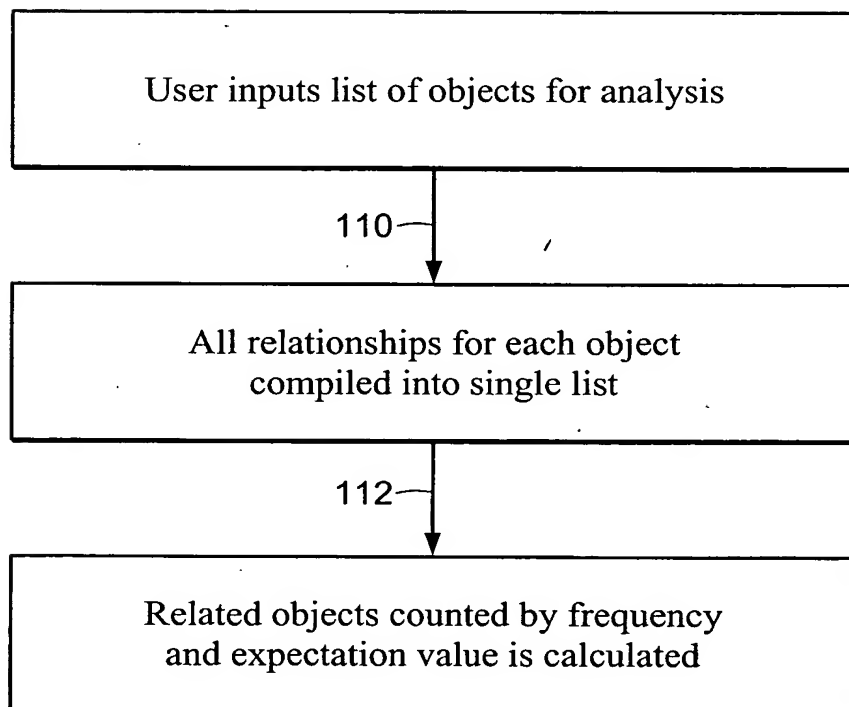 User inputs list of objects for analysis
110
All relationships for each object
compiled into single list
112
Related objects counted by frequency
and expectation value is calculated